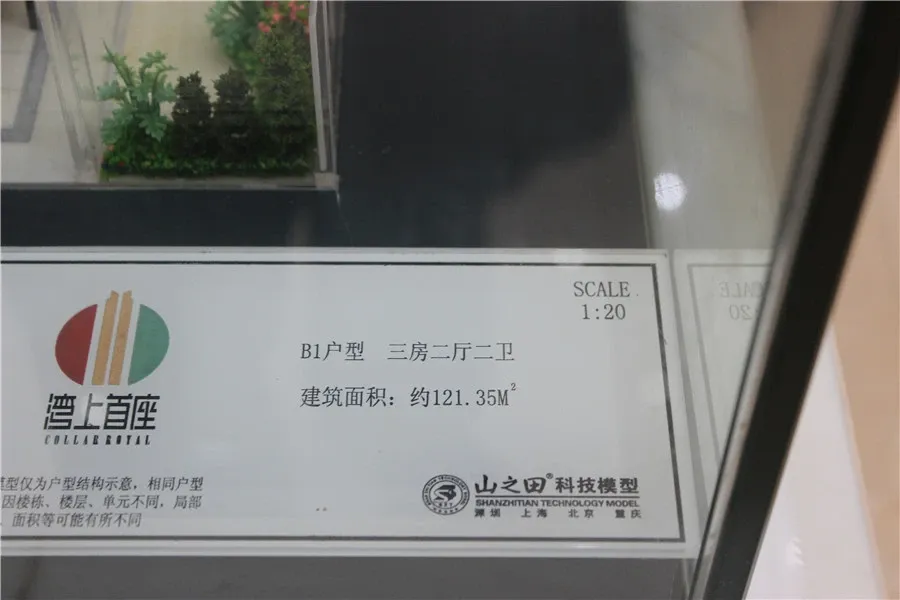 SCALE
1:20
B1户型 三房二厅二卫
建筑面积：约121.35M²
湾上首座
COLLAR ROYAL
型仅为户型结构示意，相同户型
因楼栋、楼层、单元不同，局部
面积等可能有所不同
山之田®科技模型
SHANZHITIAN TECHNOLOGY MODEL
深圳 上海 北京 重庆